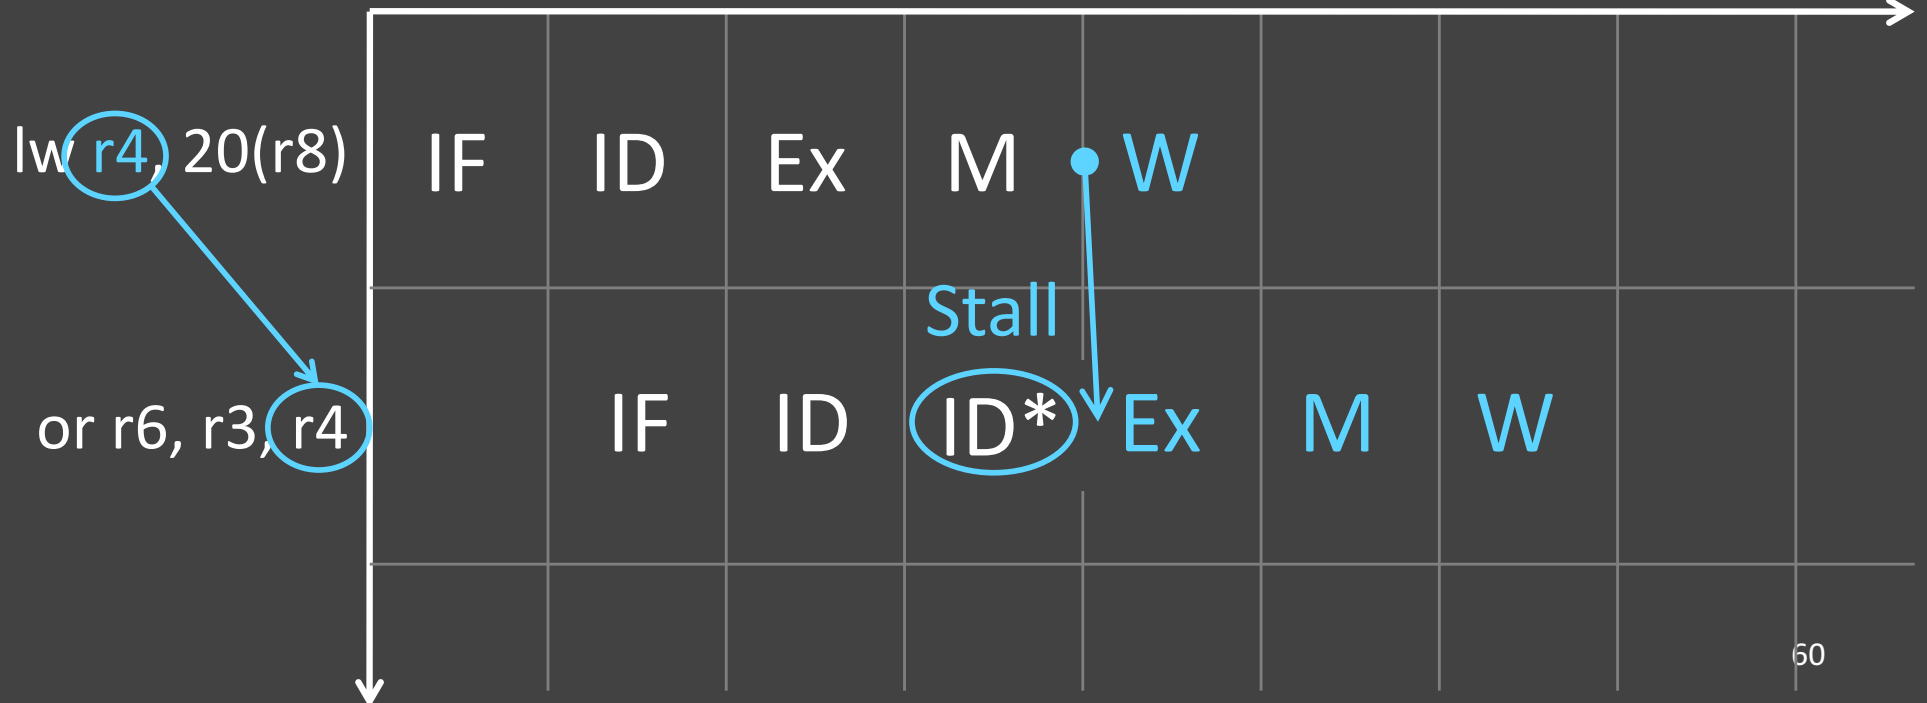 lw r4, 20(r8) IF ID Ex M W
Stall
or r6, r3, r4 IF ID ID* Ex M W
60